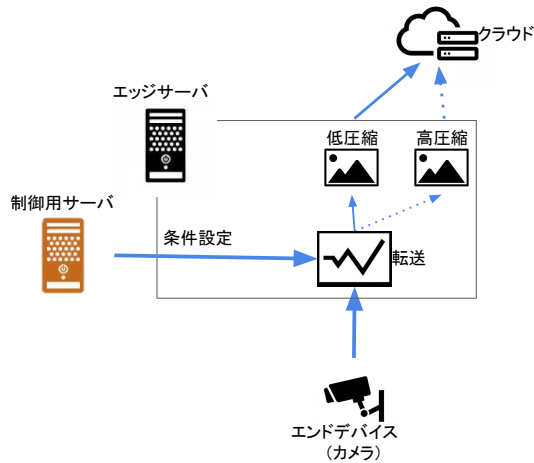 クラウド
エッジサーバ
低圧縮
高圧縮
制御用サーバ
条件設定
転送
エンドデバイス
(カメラ)